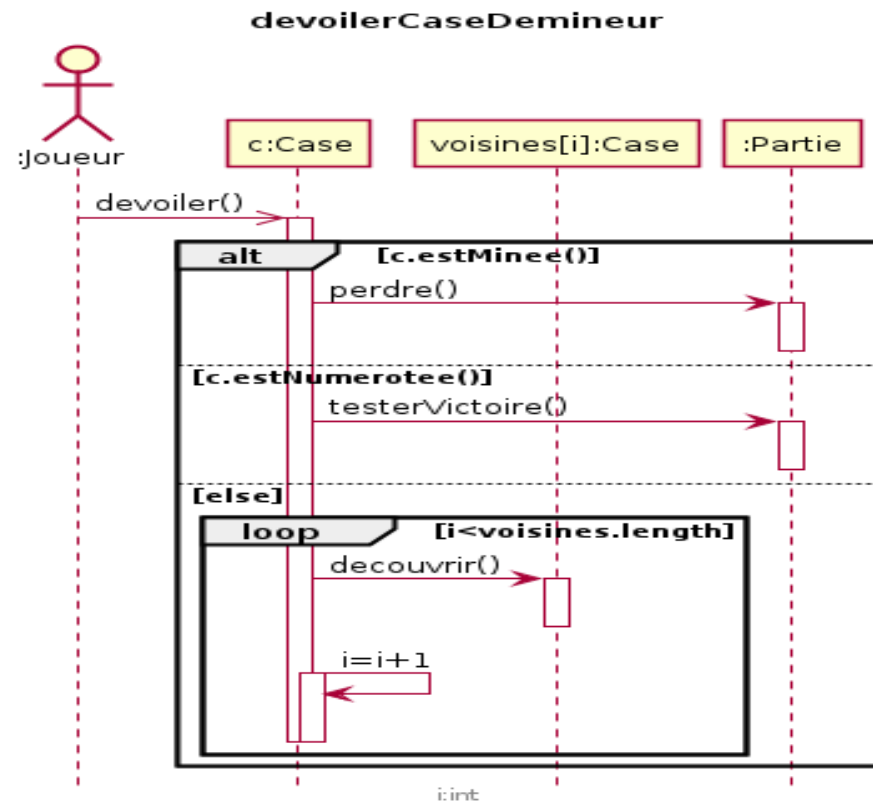 devoilerCaseDemineur
:Joueur
c:Case
voisines[i]:Case
:Partie
devoiler()
alt
[c.estMinee()]
perdre()
[c.estNumerotee()]
testerVictoire()
[else]
loop
[i<voisines.length]
decouvrir()
i=i+1
i:int